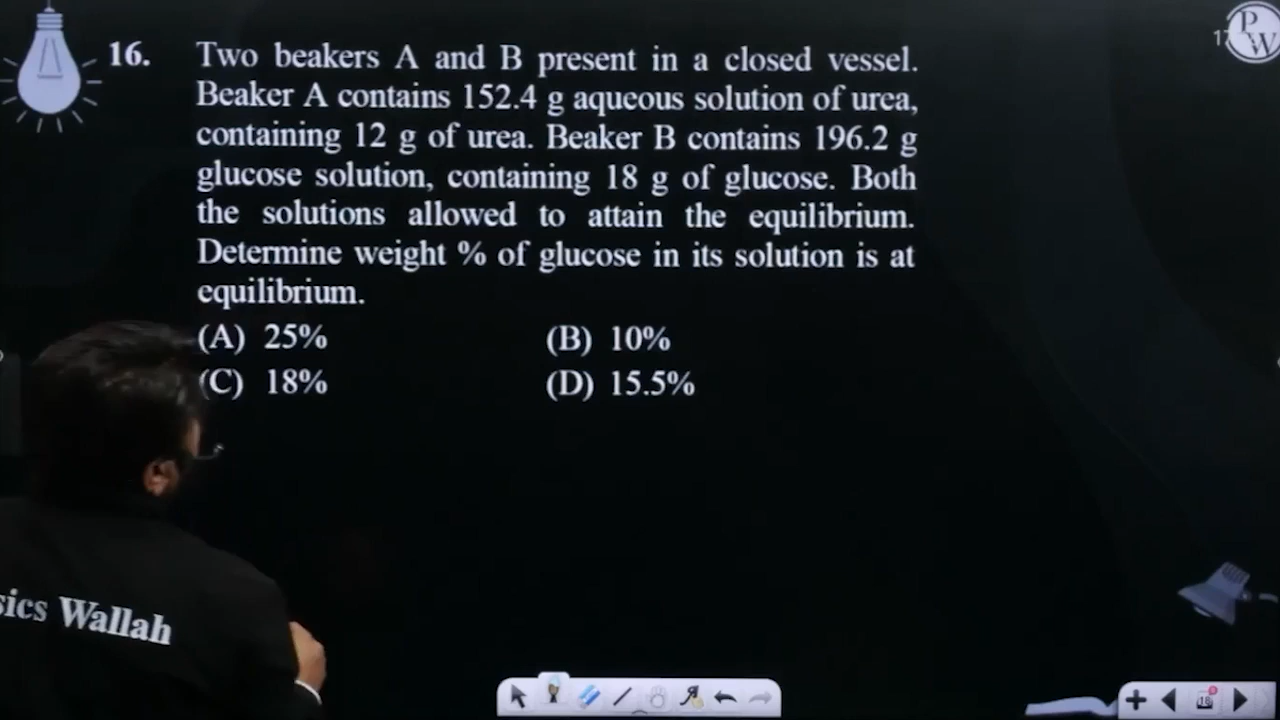 P
W
16. Two beakers A and B present in a closed vessel.
Beaker A contains 152.4 g aqueous solution of urea,
containing 12 g of urea. Beaker B contains 196.2 g
glucose solution, containing 18 g of glucose. Both
the solutions allowed to attain the equilibrium.
Determine weight % of glucose in its solution is at
equilibrium.
(A) 25% (B) 10%
(C) 18% (D) 15.5%
sics Wallah
18